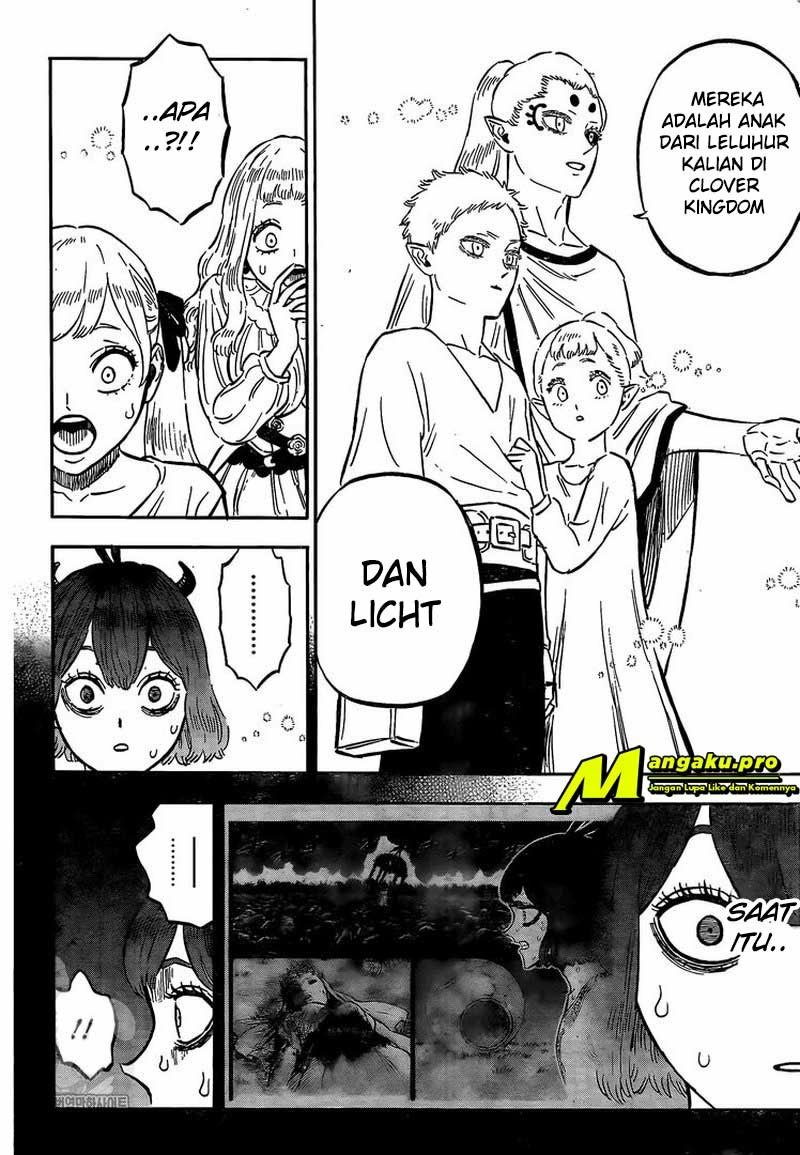 MEREKA
ADALAH ANAK
DARI LELUHUR
KALIAN DI
CLOVER
KINGDOM
..APA
..?!!
DAN
LICHT
.........
Mangaku.pro
Jangan Lupa Like dan Komennya
SAAT
ITU..
!!